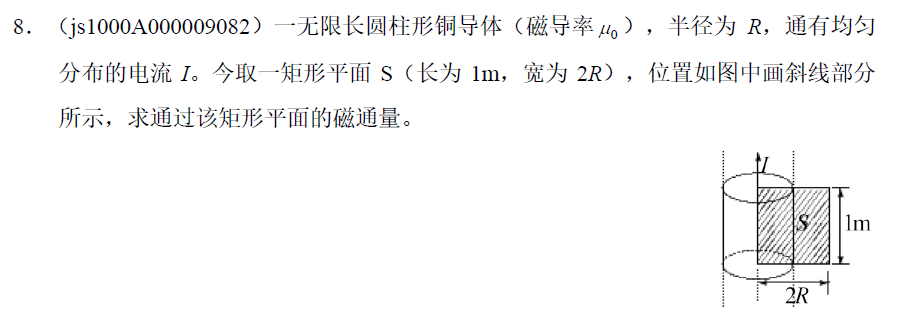 8. （js1000A000009082）一无限长圆柱形铜导体（磁导率 μ₀），半径为 R，通有均匀
分布的电流 I。今取一矩形平面 S（长为 1m，宽为 2R），位置如图中画斜线部分
所示，求通过该矩形平面的磁通量。
I
S
1m
2R